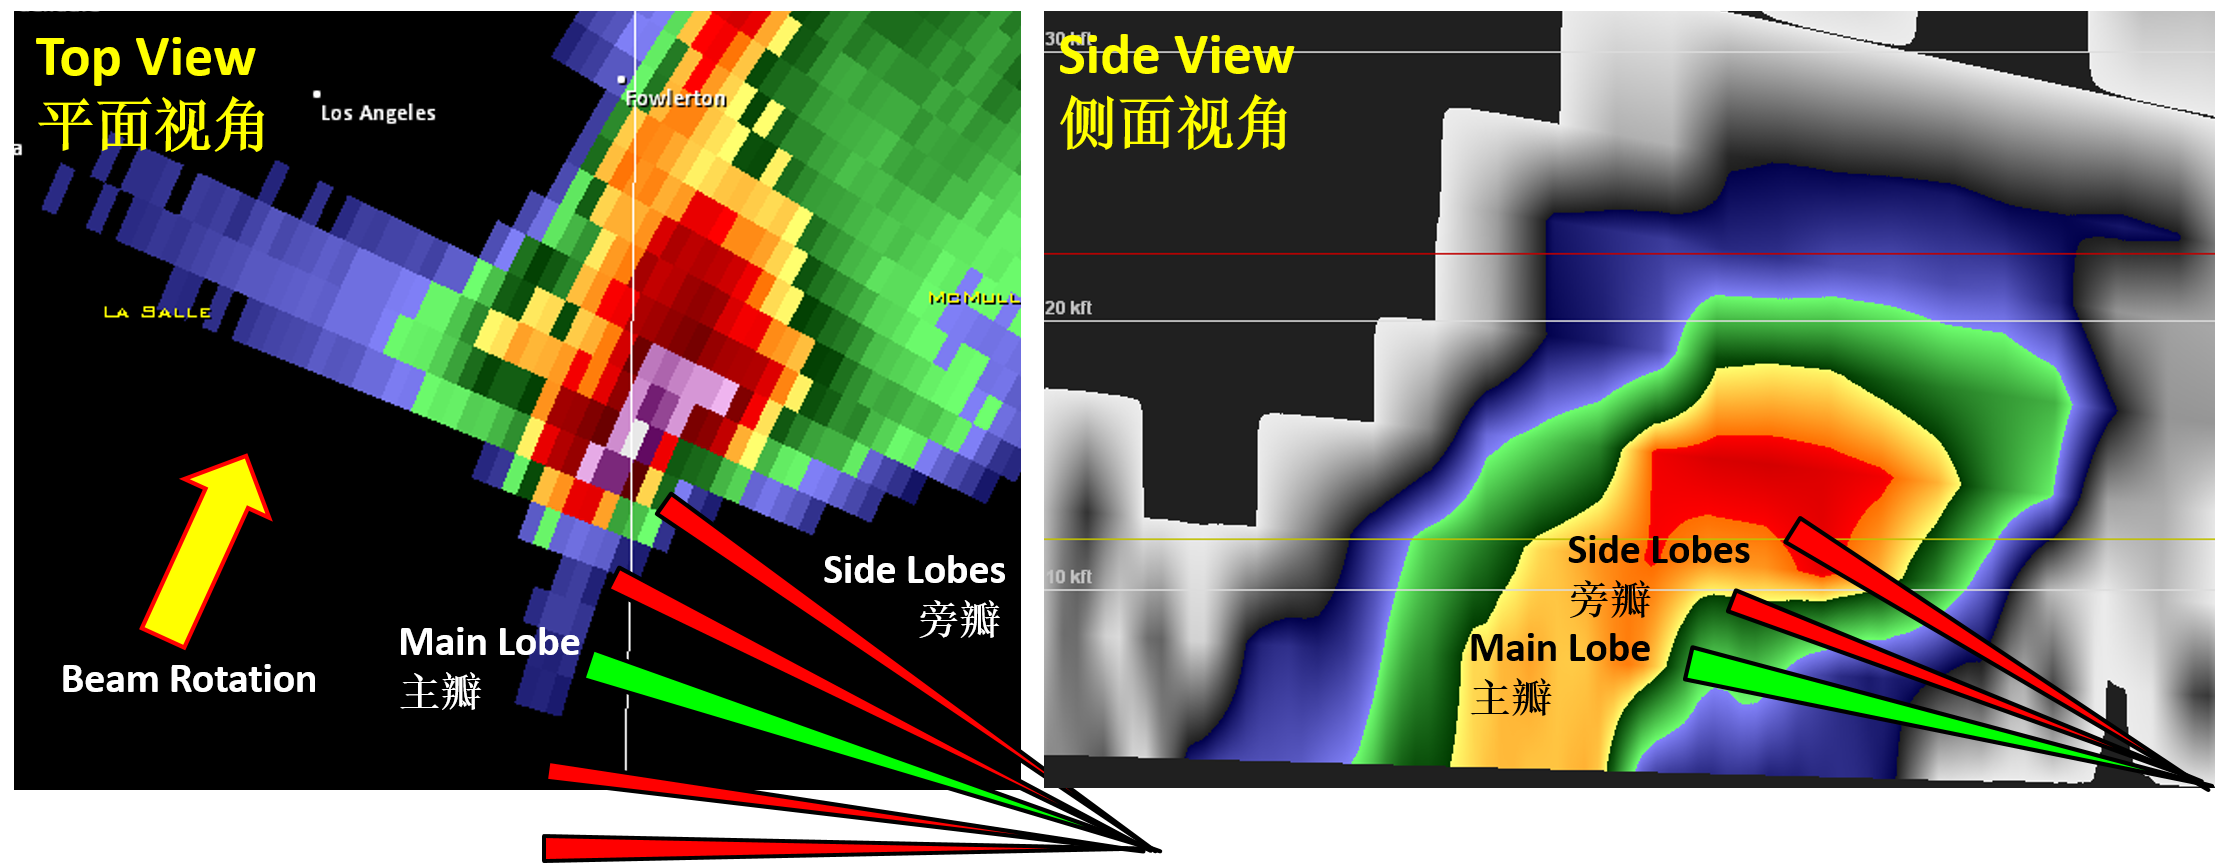 Top View
平面视角
Los Angeles
Fowlerton
a
LA SALLE
MCMULL
Beam Rotation
Main Lobe
主瓣
Side Lobes
旁瓣
30 kft
Side View
侧面视角
20 kft
10 kft
Side Lobes
旁瓣
Main Lobe
主瓣